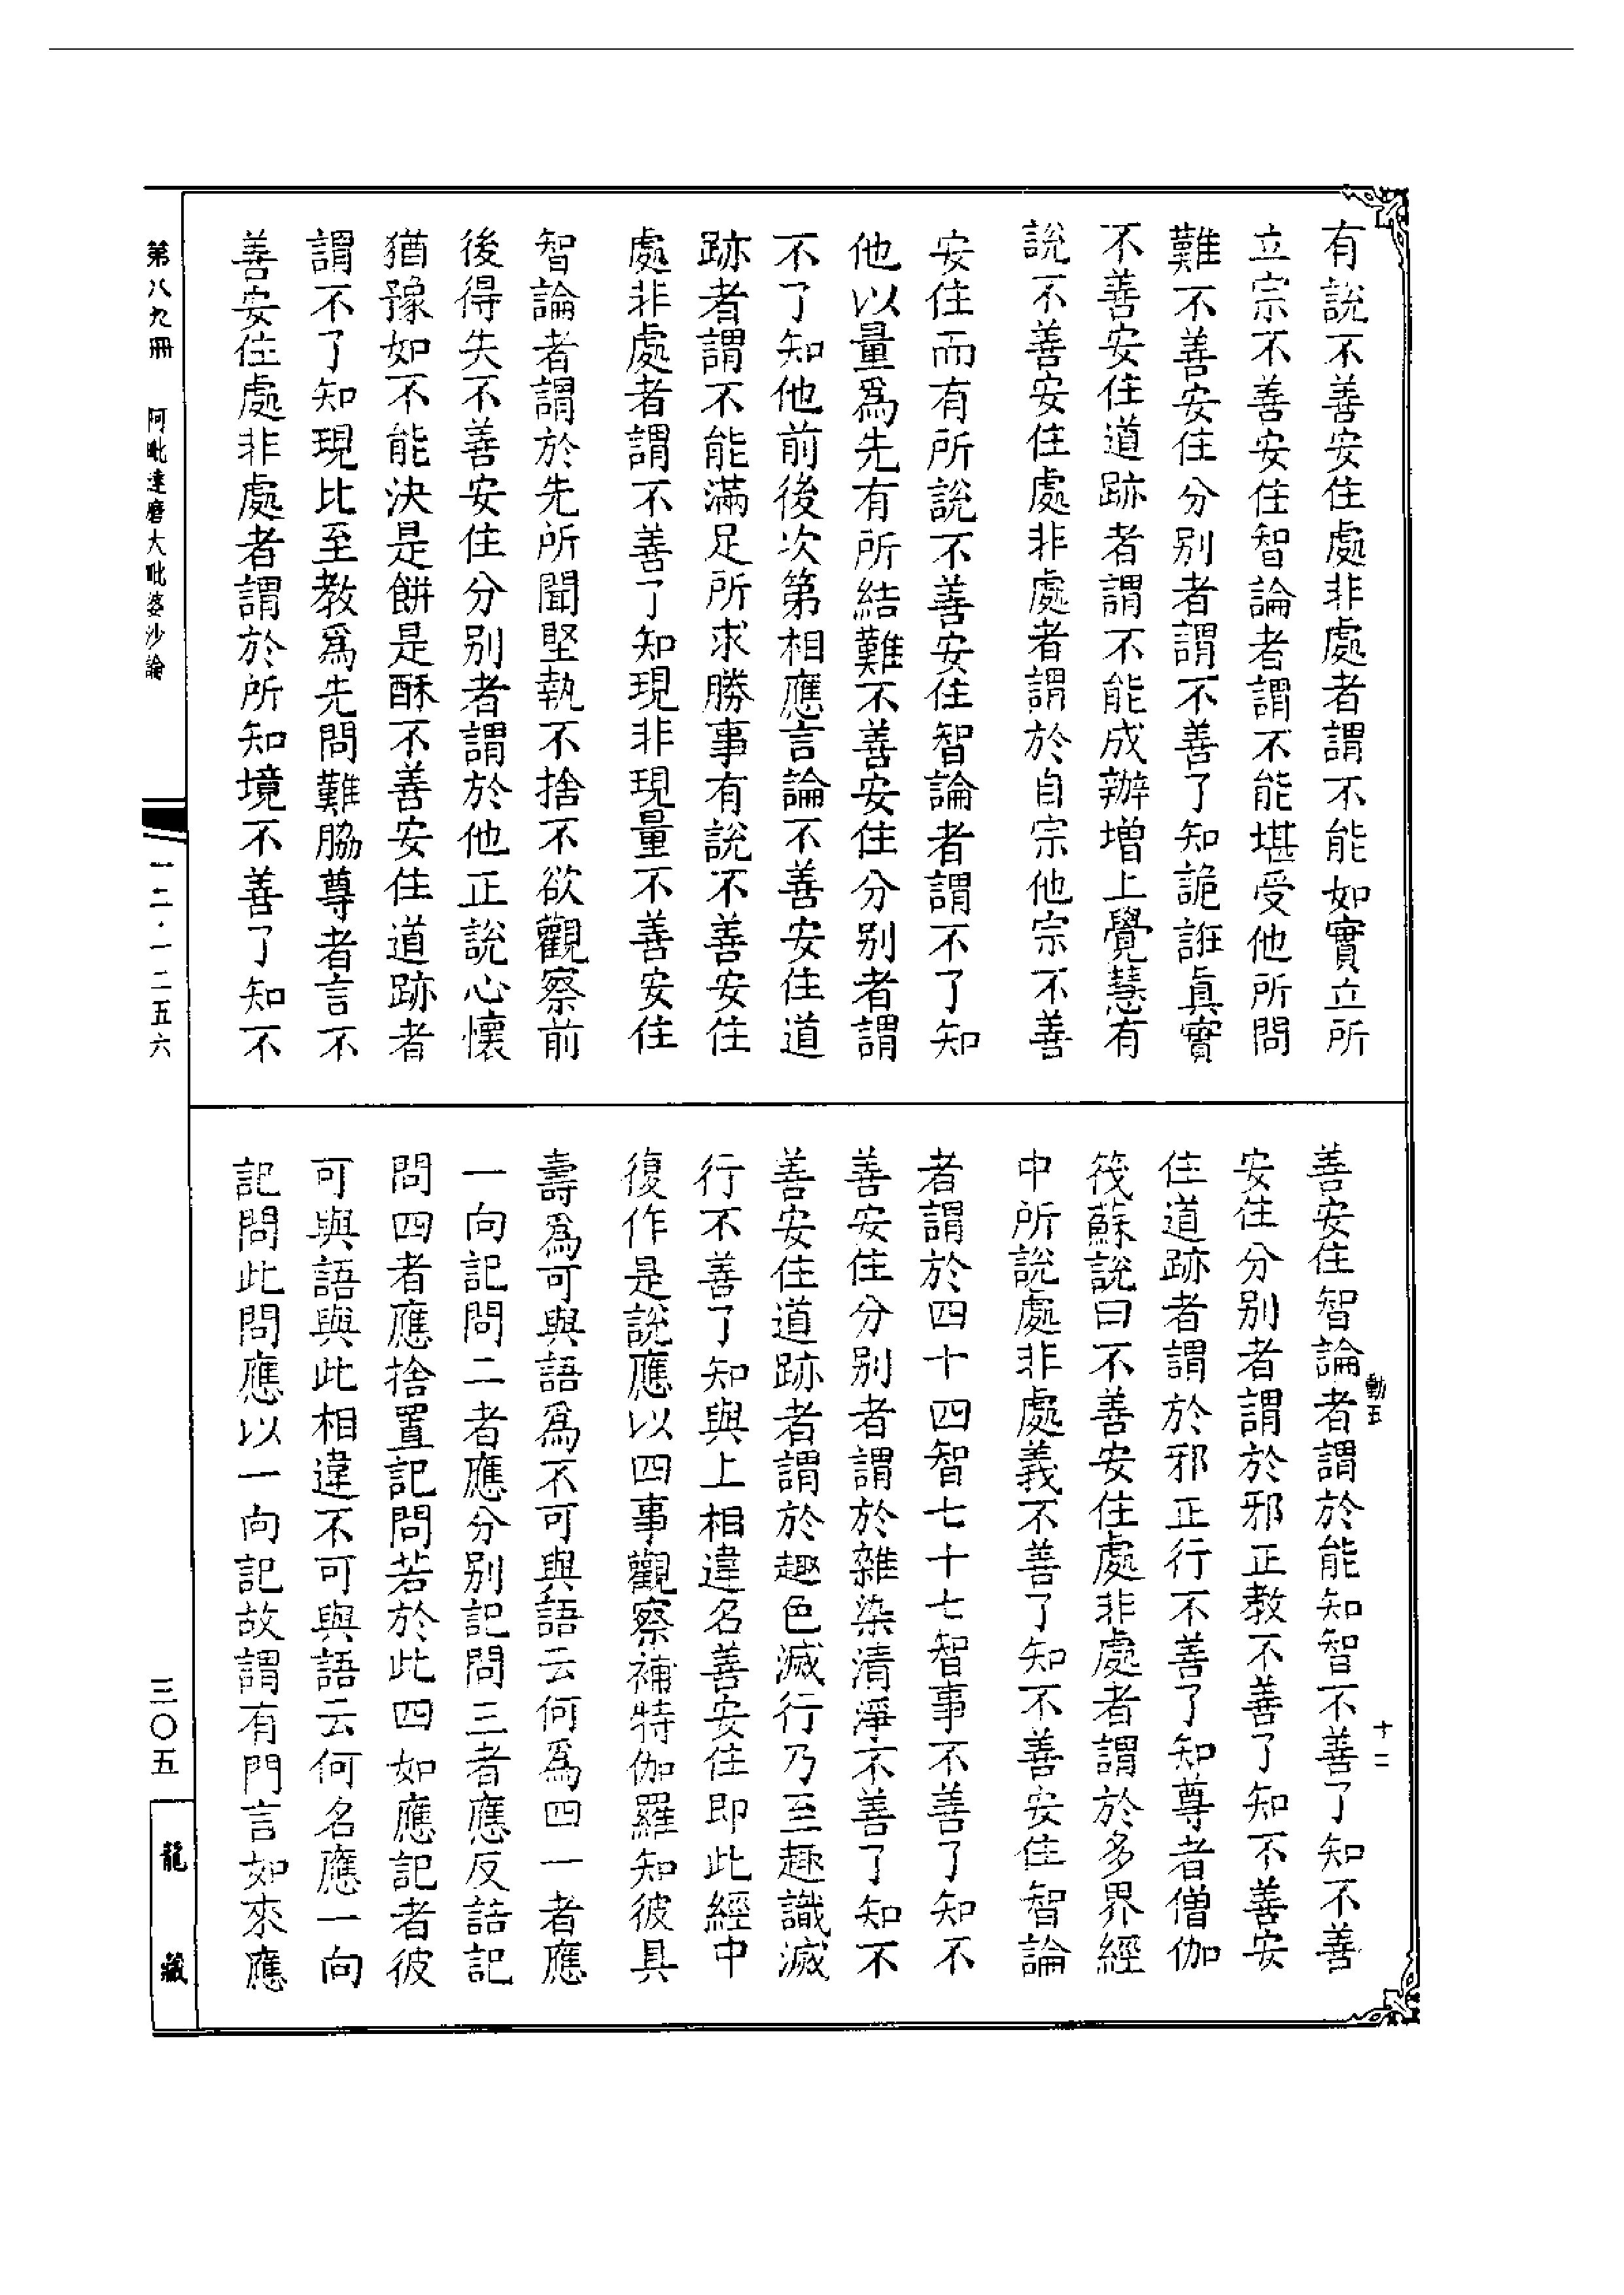 有說不善安住處非處者謂不能如實立所
立宗不善安住智論者謂不能堪受他所問
難不善安住分別者謂不善了知詭誑眞實
不善安住道跡者謂不能成辦增上覺慧有
說不善安住處非處者謂於自宗他宗不善
安住而有所說不善安住智論者謂不了知
他以量爲先有所結難不善安住分別者謂
不了知他前後次第相應言論不善安住道
跡者謂不能滿足所求勝事有說不善安住
處非處者謂不善了知現非現量不善安住
智論者謂於先所聞堅執不捨不欲觀察前
後得失不善安住分別者謂於他正說心懷
猶豫如不能決是餅是酥不善安住道跡者
謂不了知現比至教爲先問難脇尊者言不
善安住處非處者謂於所知境不善了知不
善安住智論者謂於能知智不善了知不善
安住分別者謂於邪正教不善了知不善安
住道跡者謂於邪正行不善了知尊者僧伽
筏蘇說曰不善安住處非處者謂於多界經
中所說處非處義不善了知不善安住智論
者謂於四十四智七十七智事不善了知不
善安住分別者謂於雜染清淨不善了知不
善安住道跡者謂於趣色滅行乃至趣識滅
行不善了知與上相違名善安住即此經中
復作是說應以四事觀察補特伽羅知彼具
壽爲可與語爲不可與語云何爲四一者應
一向記問二者應分別記問三者應反詰記
問四者應捨置記問若於此四如應記者彼
可與語與此相違不可與語云何名應一向
記問此問應以一向記故謂有問言如來應
動五
十二
第八九冊 阿毗達磨大毗婆沙論
一二·一二五六
三〇五
龍藏